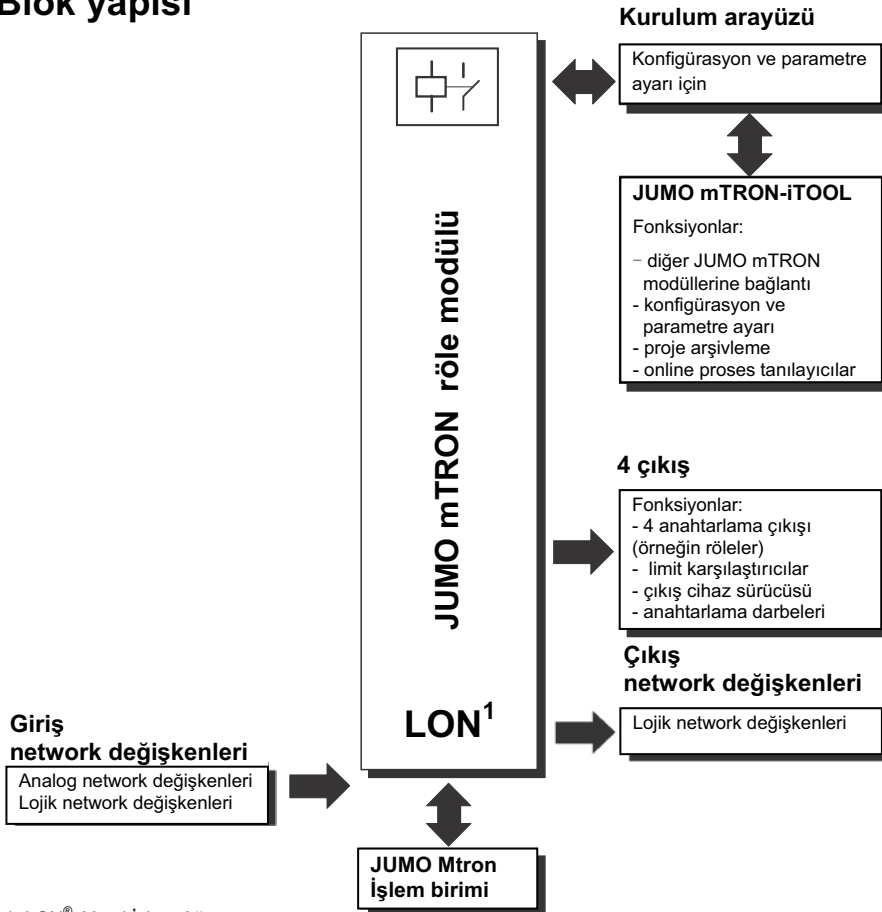 Blok yapısı
Kurulum arayüzü
Konfigürasyon ve parametre
ayarı için
JUMO mTRON-iTOOL
Fonksiyonlar:
- diğer JUMO mTRON
modüllerine bağlantı
- konfigürasyon ve
parametre ayarı
- proje arşivleme
- online proses tanılayıcılar
JUMO mTRON röle modülü
4 çıkış
Fonksiyonlar:
- 4 anahtarlama çıkışı
(örneğin röleler)
- limit karşılaştırıcılar
- çıkış cihaz sürücüsü
- anahtarlama darbeleri
Çıkış
network değişkenleri
Lojik network değişkenleri
LON¹
Giriş
network değişkenleri
Analog network değişkenleri
Lojik network değişkenleri
JUMO Mtron
İşlem birimi